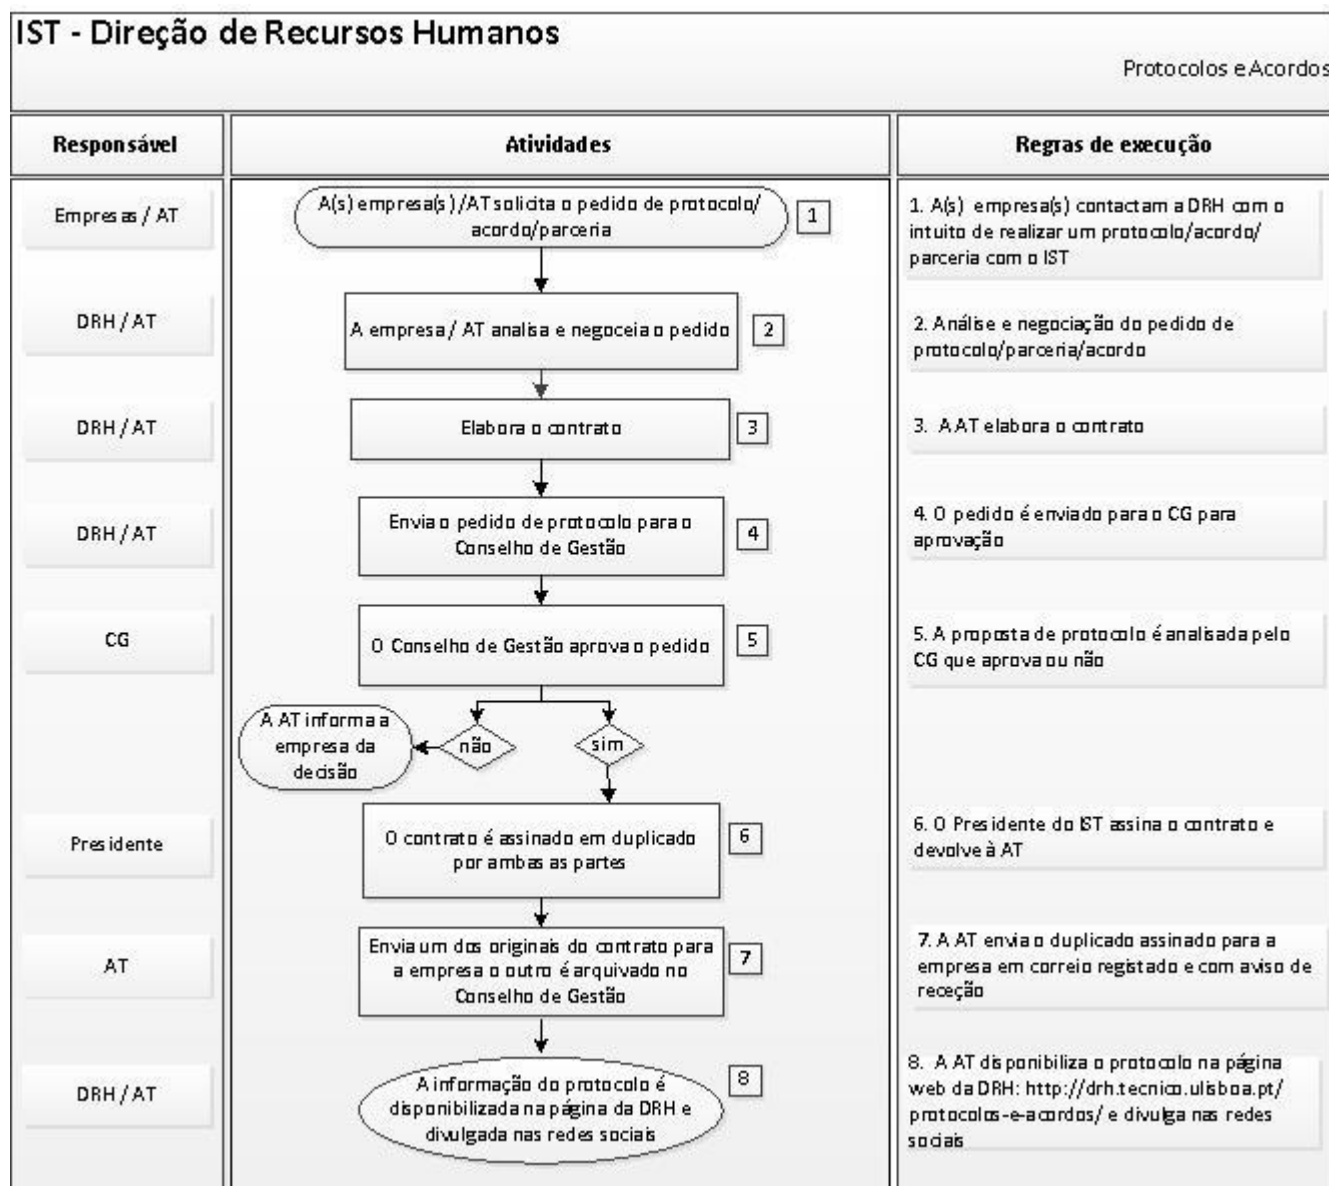 IST - Direção de Recursos Humanos
Protocolos e Acordos
Responsável
Atividades
Regras de execução
Empresas / AT
A(s) empresa(s)/AT solicita o pedido de protocolo/
acordo/parceria
1
1. A(s) empresa(s) contactam a DRH com o
intuito de realizar um protocolo/acordo/
parceria com o IST
DRH / AT
A empresa / AT analisa e negoceia o pedido
2
2. Análise e negociação do pedido de
protocolo/parceria/acordo
DRH / AT
Elabora o contrato
3
3. A AT elabora o contrato
DRH / AT
Envia o pedido de protocolo para o
Conselho de Gestão
4
4. O pedido é enviado para o CG para
aprovação
CG
O Conselho de Gestão aprova o pedido
5
5. A proposta de protocolo é analisada pelo
CG que aprova ou não
A AT informa a
empresa da
decisão
não
sim
Presidente
O contrato é assinado em duplicado
por ambas as partes
6
6. O Presidente do IST assina o contrato e
devolve à AT
AT
Envia um dos originais do contrato para
a empresa o outro é arquivado no
Conselho de Gestão
7
7. A AT envia o duplicado assinado para a
empresa em correio registado e com aviso de
receção
DRH / AT
A informação do protocolo é
disponibilizada na página da DRH e
divulgada nas redes sociais
8
8. A AT disponibiliza o protocolo na página
web da DRH: http://drh.tecnico.ulisboa.pt/
protocolos-e-acordos/ e divulga nas redes
sociais